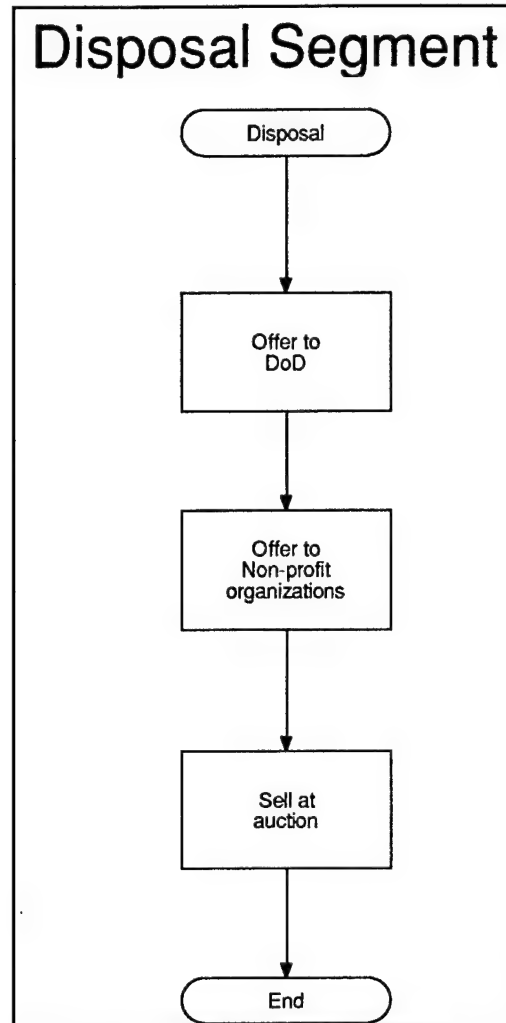 Disposal Segment
Disposal
Offer to
DoD
Offer to
Non-profit
organizations
Sell at
auction
End